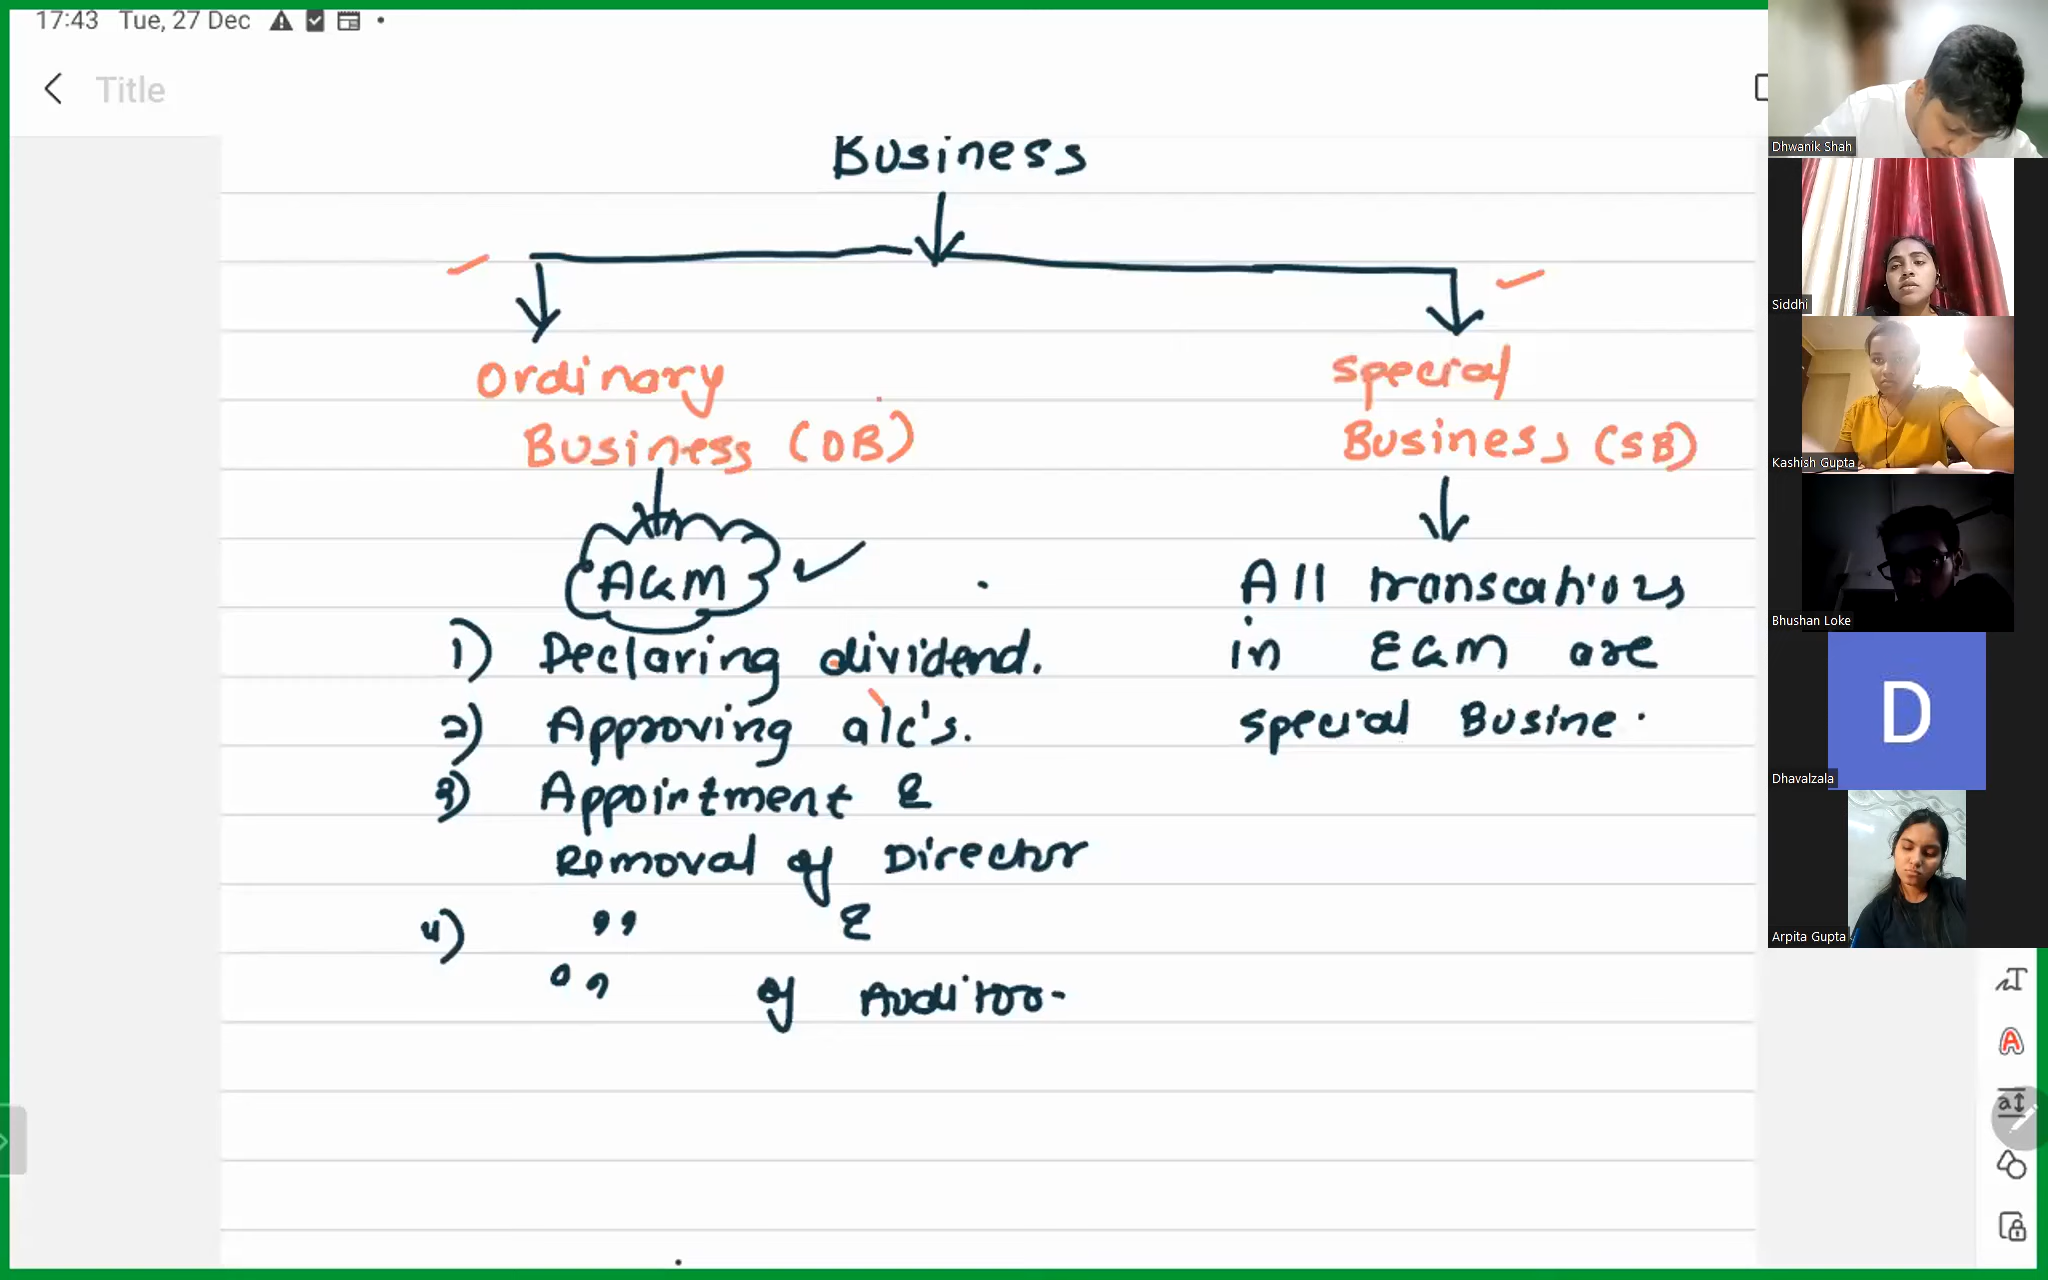 17:43 Tue, 27 Dec
Title
Business
Ordinary
Business (OB)
Special
Business (SB)
AGM
1) Declaring dividend.
2) Approving a/c's.
3) Appointment &
Removal of Director
4) ,, &
,, of Auditor
All transcations
in EGM are
special Busine.
Dhwanik Shah
Siddhi
Kashish Gupta
Bhushan Loke
D
Dhavalzala
Arpita Gupta
T
A
a